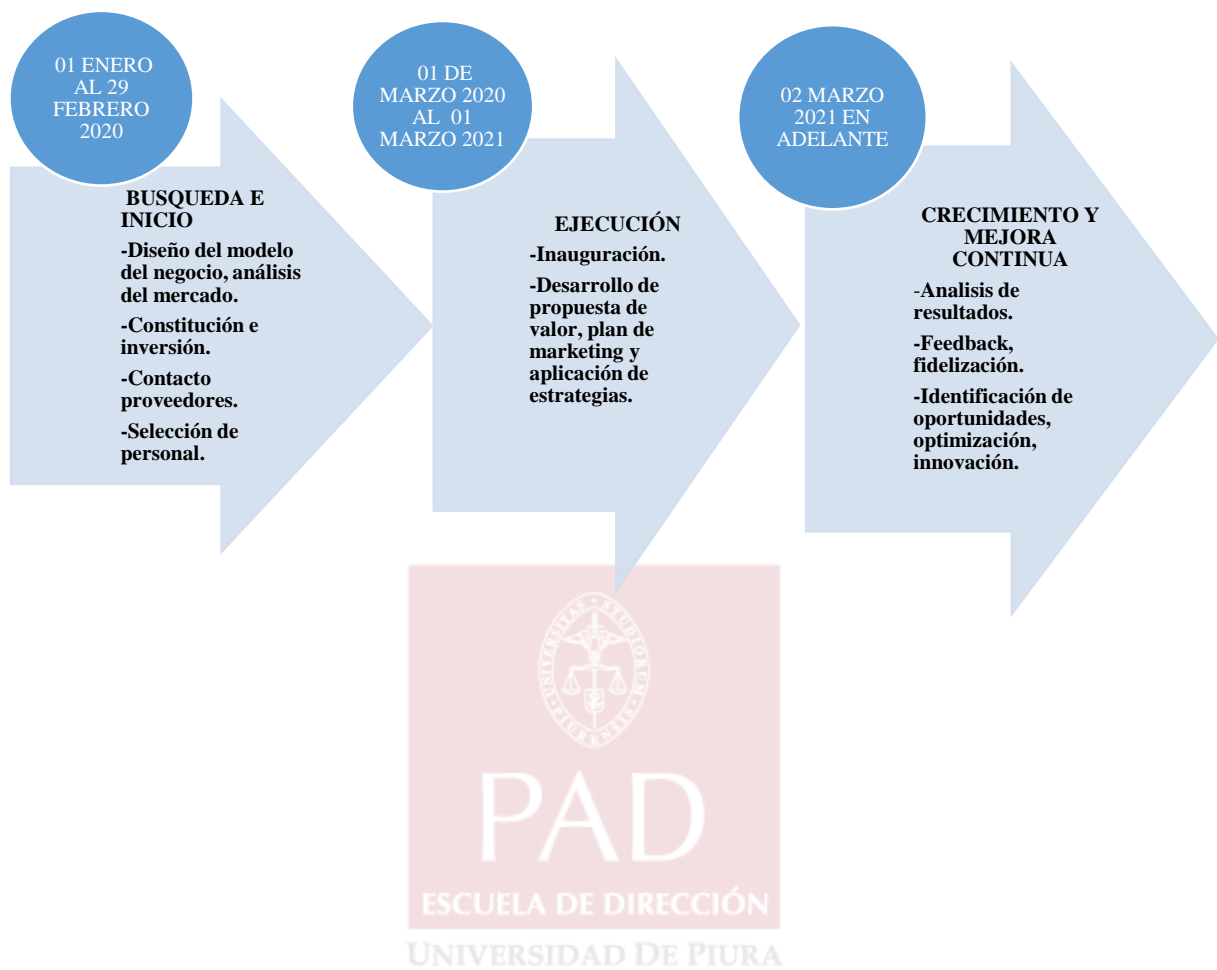 01 ENERO
AL 29
FEBRERO
2020
BUSQUEDA E
INICIO
-Diseño del modelo
del negocio, análisis
del mercado.
-Constitución e
inversión.
-Contacto
proveedores.
-Selección de
personal.
01 DE
MARZO 2020
AL 01
MARZO 2021
EJECUCIÓN
-Inauguración.
-Desarrollo de
propuesta de
valor, plan de
marketing y
aplicación de
estrategias.
02 MARZO
2021 EN
ADELANTE
CRECIMIENTO Y
MEJORA
CONTINUA
-Analisis de
resultados.
-Feedback,
fidelización.
-Identificación de
oportunidades,
optimización,
innovación.
UNIVERSITAS STUDIORUM PIURENSIS
PAD
ESCUELA DE DIRECCIÓN
UNIVERSIDAD DE PIURA